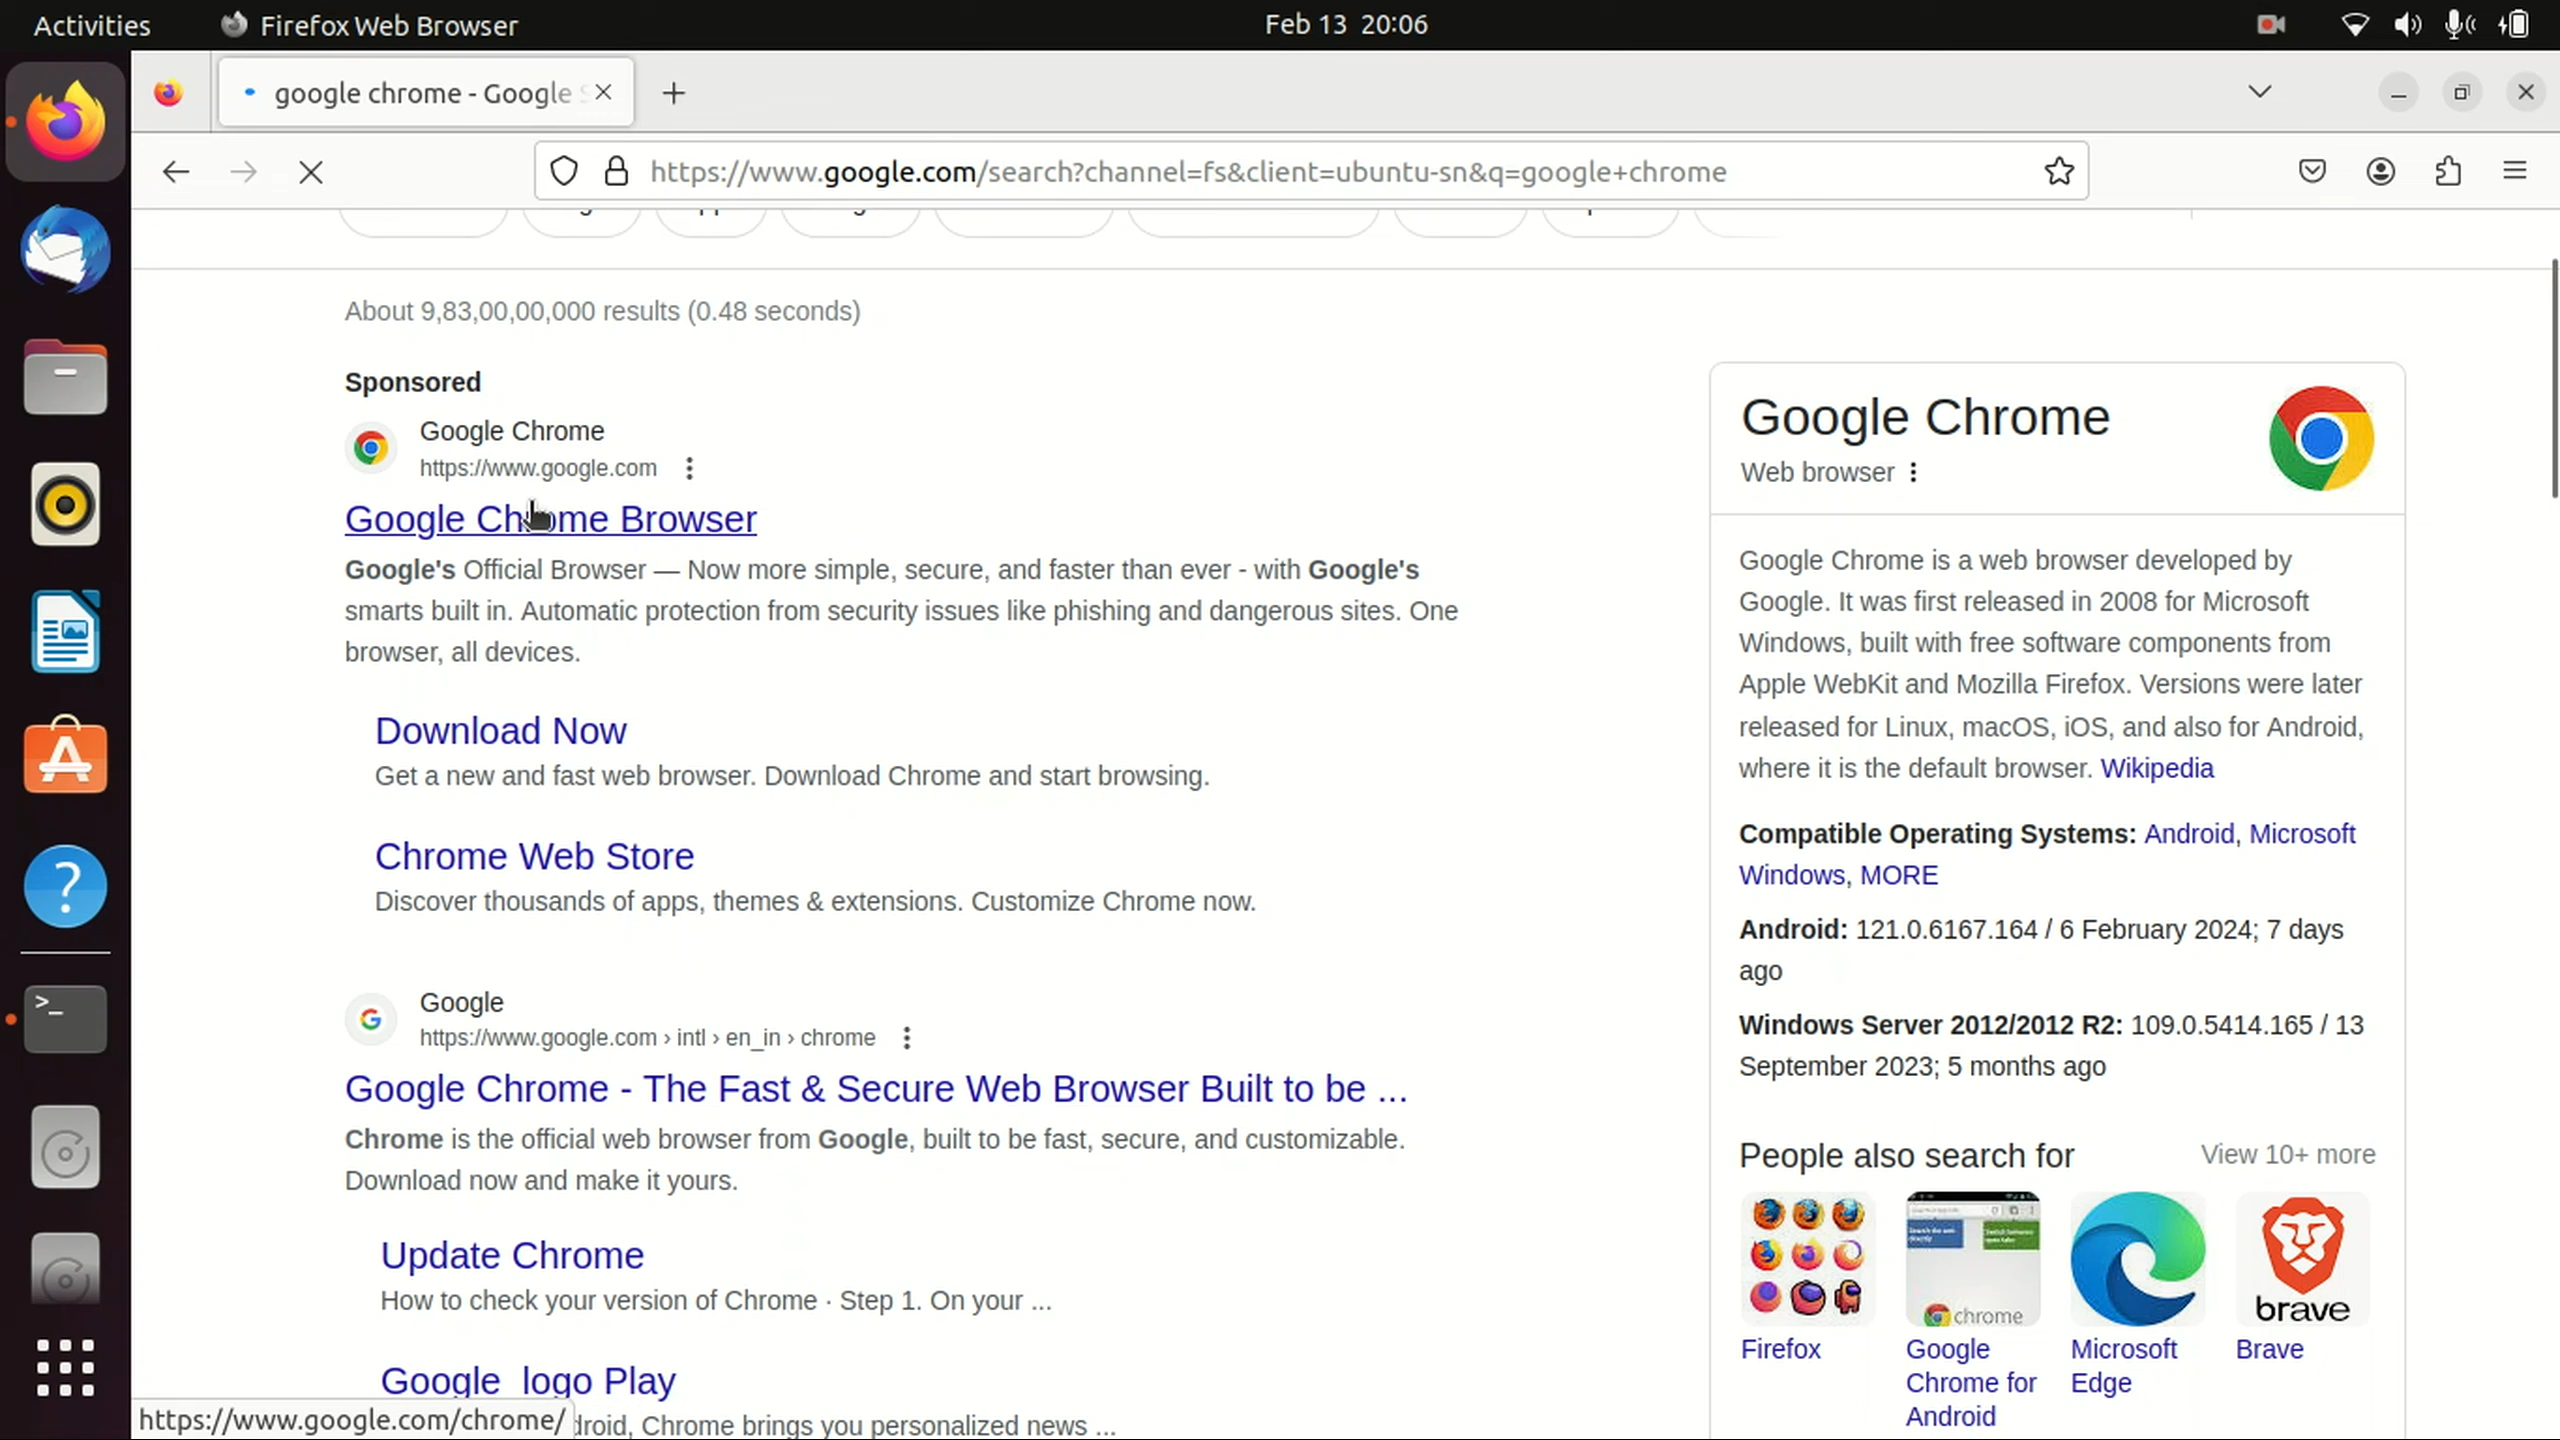 Activities
Firefox Web Browser
Feb 13 20:06
google chrome - Google S
https://www.google.com/search?channel=fs&client=ubuntu-sn&q=google+chrome
About 9,83,00,00,000 results (0.48 seconds)
Sponsored
Google Chrome
https://www.google.com
Google Chrome Browser
Google's Official Browser — Now more simple, secure, and faster than ever - with Google's
smarts built in. Automatic protection from security issues like phishing and dangerous sites. One
browser, all devices.
Download Now
Get a new and fast web browser. Download Chrome and start browsing.
Chrome Web Store
Discover thousands of apps, themes & extensions. Customize Chrome now.
Google
https://www.google.com › intl › en_in › chrome
Google Chrome - The Fast & Secure Web Browser Built to be ...
Chrome is the official web browser from Google, built to be fast, secure, and customizable.
Download now and make it yours.
Update Chrome
How to check your version of Chrome · Step 1. On your ...
Google_logo Play
droid, Chrome brings you personalized news ...
https://www.google.com/chrome/
Google Chrome
Web browser
Google Chrome is a web browser developed by
Google. It was first released in 2008 for Microsoft
Windows, built with free software components from
Apple WebKit and Mozilla Firefox. Versions were later
released for Linux, macOS, iOS, and also for Android,
where it is the default browser. Wikipedia
Compatible Operating Systems: Android, Microsoft
Windows, MORE
Android: 121.0.6167.164 / 6 February 2024; 7 days
ago
Windows Server 2012/2012 R2: 109.0.5414.165 / 13
September 2023; 5 months ago
People also search for
View 10+ more
chrome
brave
Firefox
Google
Chrome for
Android
Microsoft
Edge
Brave